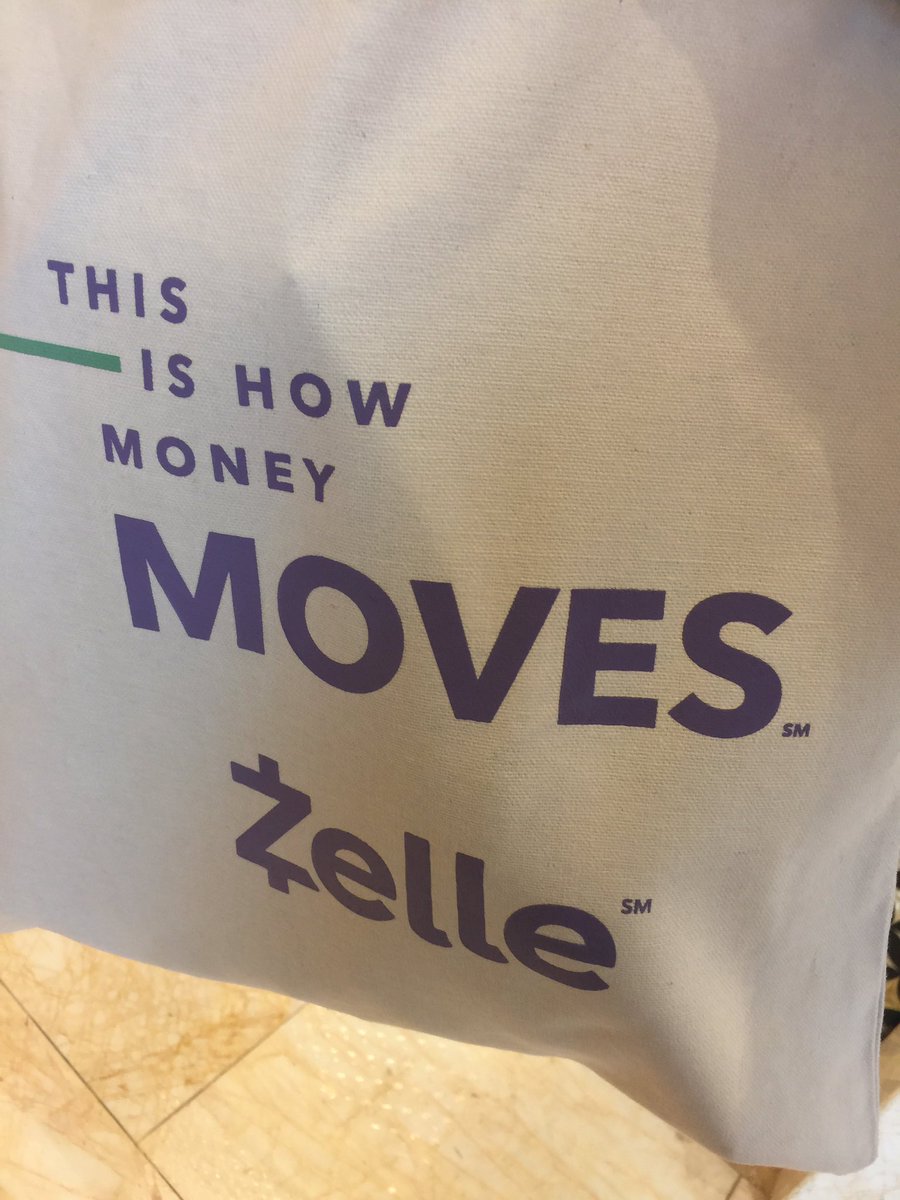 THIS
IS HOW
MONEY
MOVES SM
Zelle SM